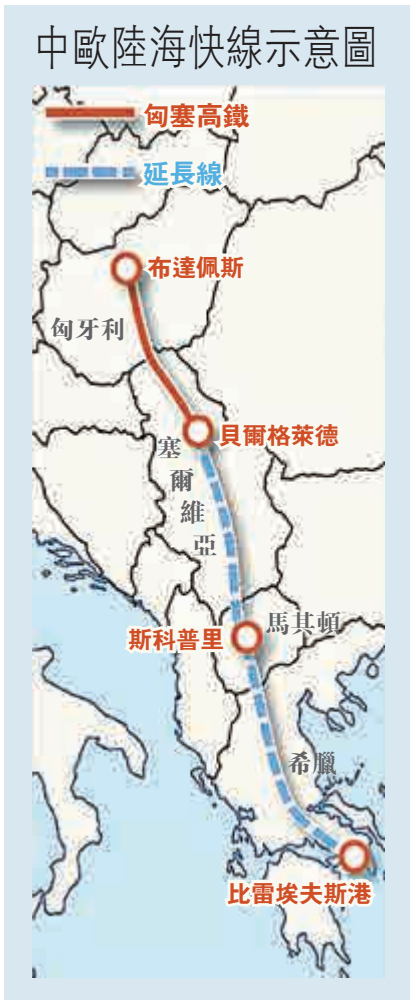 中歐陸海快線示意圖
匈塞高鐵
延長線
布達佩斯
匈牙利
貝爾格萊德
塞爾維亞
馬其頓
斯科普里
希臘
比雷埃夫斯港